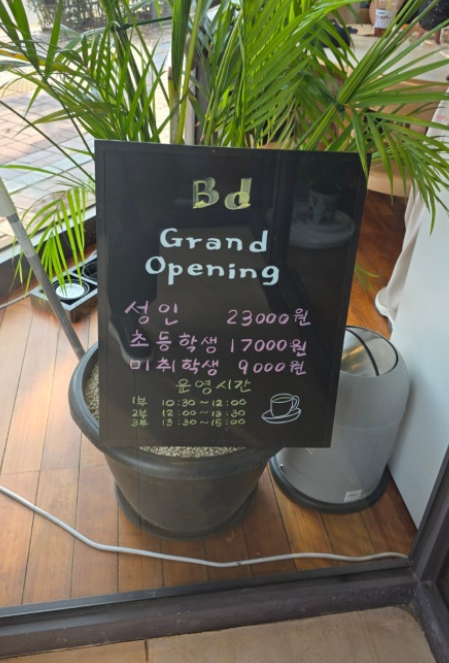 Bd
Grand
Opening
성인 23000원
초등학생 17000원
미취학생 9000원
운영시간
1부 10:30~12:00
2부 12:00~13:30
3부 13:30~15:00